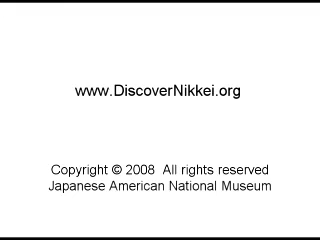 www.DiscoverNikkei.org
Copyright © 2008  All rights reserved
Japanese American National Museum